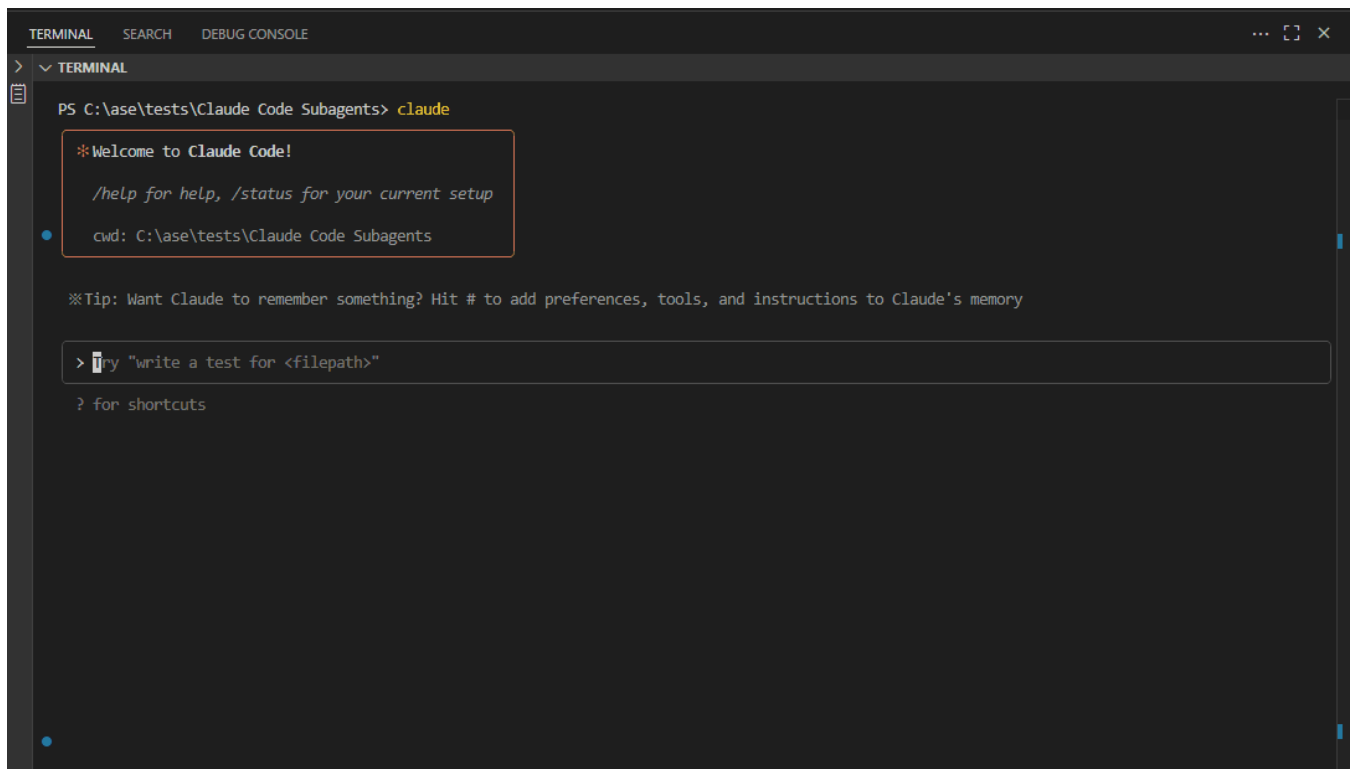 TERMINAL SEARCH DEBUG CONSOLE
TERMINAL
PS C:\ase\tests\Claude Code Subagents> claude
✻ Welcome to Claude Code!
/help for help, /status for your current setup
cwd: C:\ase\tests\Claude Code Subagents
※ Tip: Want Claude to remember something? Hit # to add preferences, tools, and instructions to Claude's memory
> Try "write a test for <filepath>"
? for shortcuts